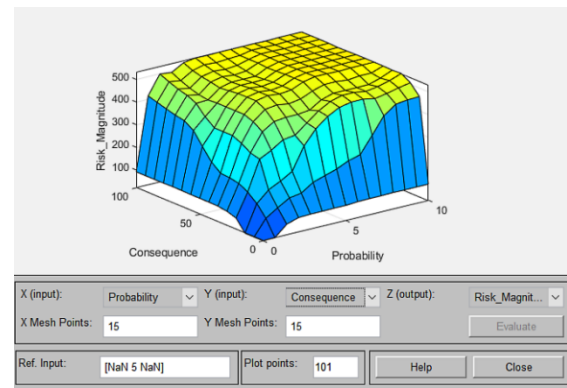 500
400
300
200
100
Risk_Magnitude
100
50
0
0
5
10
Consequence
Probability
X (input):
Probability
Y (input):
Consequence
Z (output):
Risk_Magnit...
X Mesh Points:
15
Y Mesh Points:
15
Evaluate
Ref. Input:
[NaN 5 NaN]
Plot points:
101
Help
Close